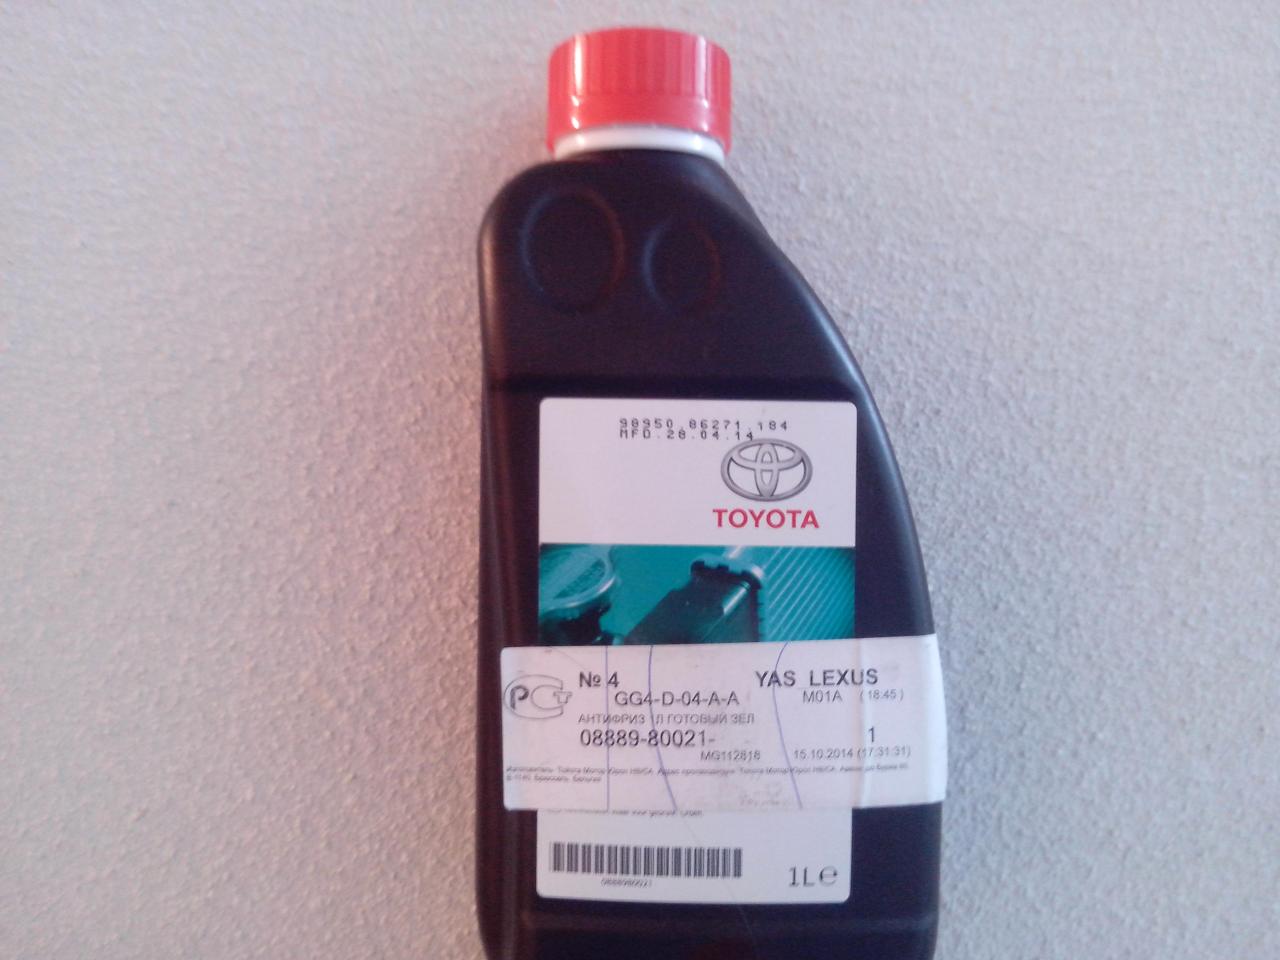 98950.86271.184
MFD.28.04.14
TOYOTA
№ 4
YAS LEXUS
GG4-D-04-A-A
M01A (18:45)
АНТИФРИЗ 1Л ГОТОВЫЙ ЗЕЛ
08889-80021-
1
MG112818
15.10.2014 (17:31:31)
0888980021
1L℮